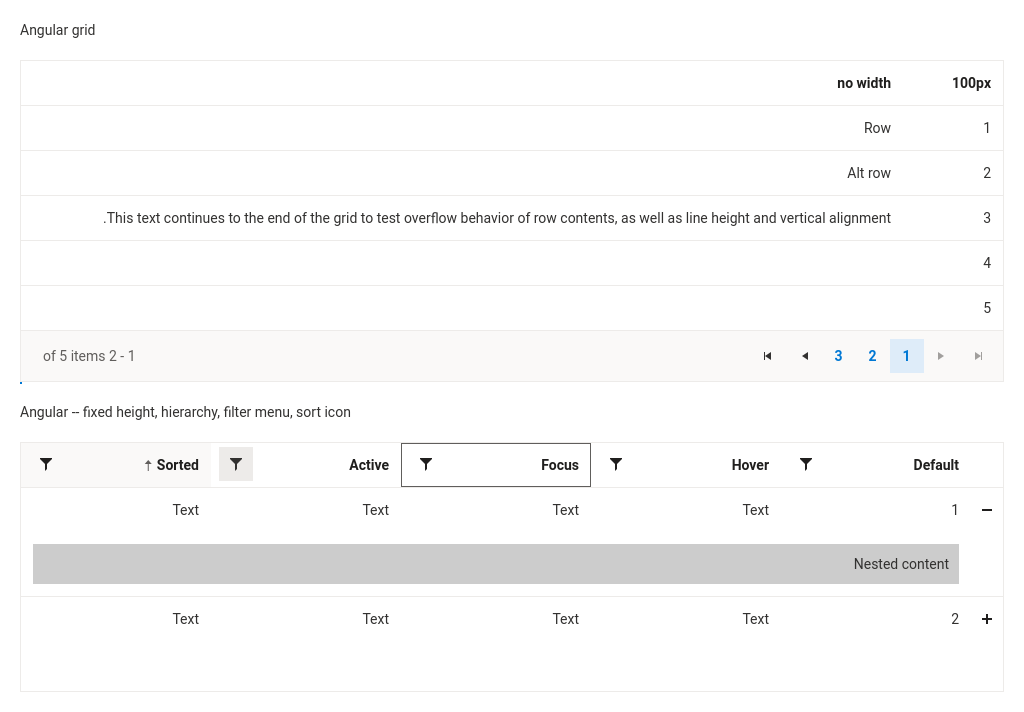 Angular grid
no width 100px
Row 1
Alt row 2
.This text continues to the end of the grid to test overflow behavior of row contents, as well as line height and vertical alignment 3
4
5
of 5 items 2 - 1 3 2 1
Angular -- fixed height, hierarchy, filter menu, sort icon
Sorted Active Focus Hover Default
Text Text Text Text 1
Nested content
Text Text Text Text 2